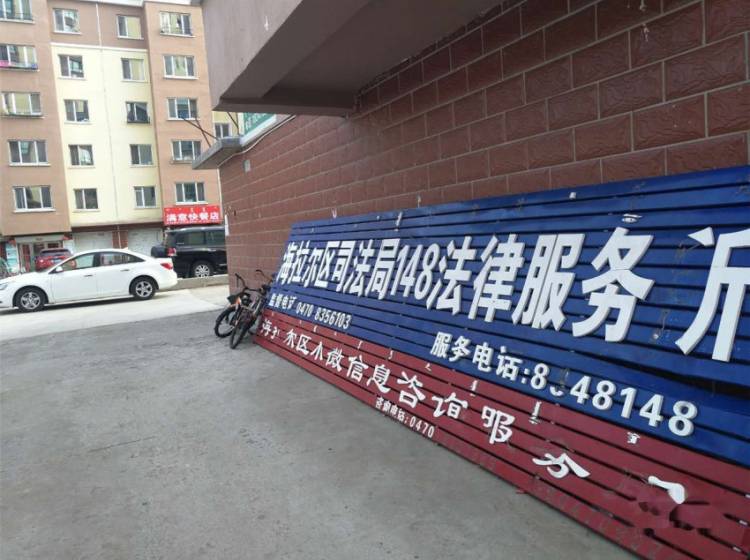 满意快餐店
海拉尔区司法局148法律服务所
监督电话 0470 8356103
服务电话:8 48148
海拉尔区小微信息咨询服务
咨询电话:0470